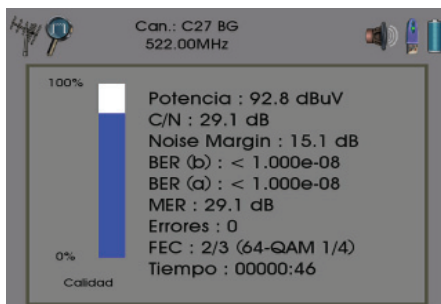 Can.: C27 BG
522.00MHz
100%
Potencia : 92.8 dBuV
C/N : 29.1 dB
Noise Margin : 15.1 dB
BER (b) : < 1.000e-08
BER (a) : < 1.000e-08
MER : 29.1 dB
Errores : 0
FEC : 2/3 (64-QAM 1/4)
Tiempo : 00000:46
0%
Calidad